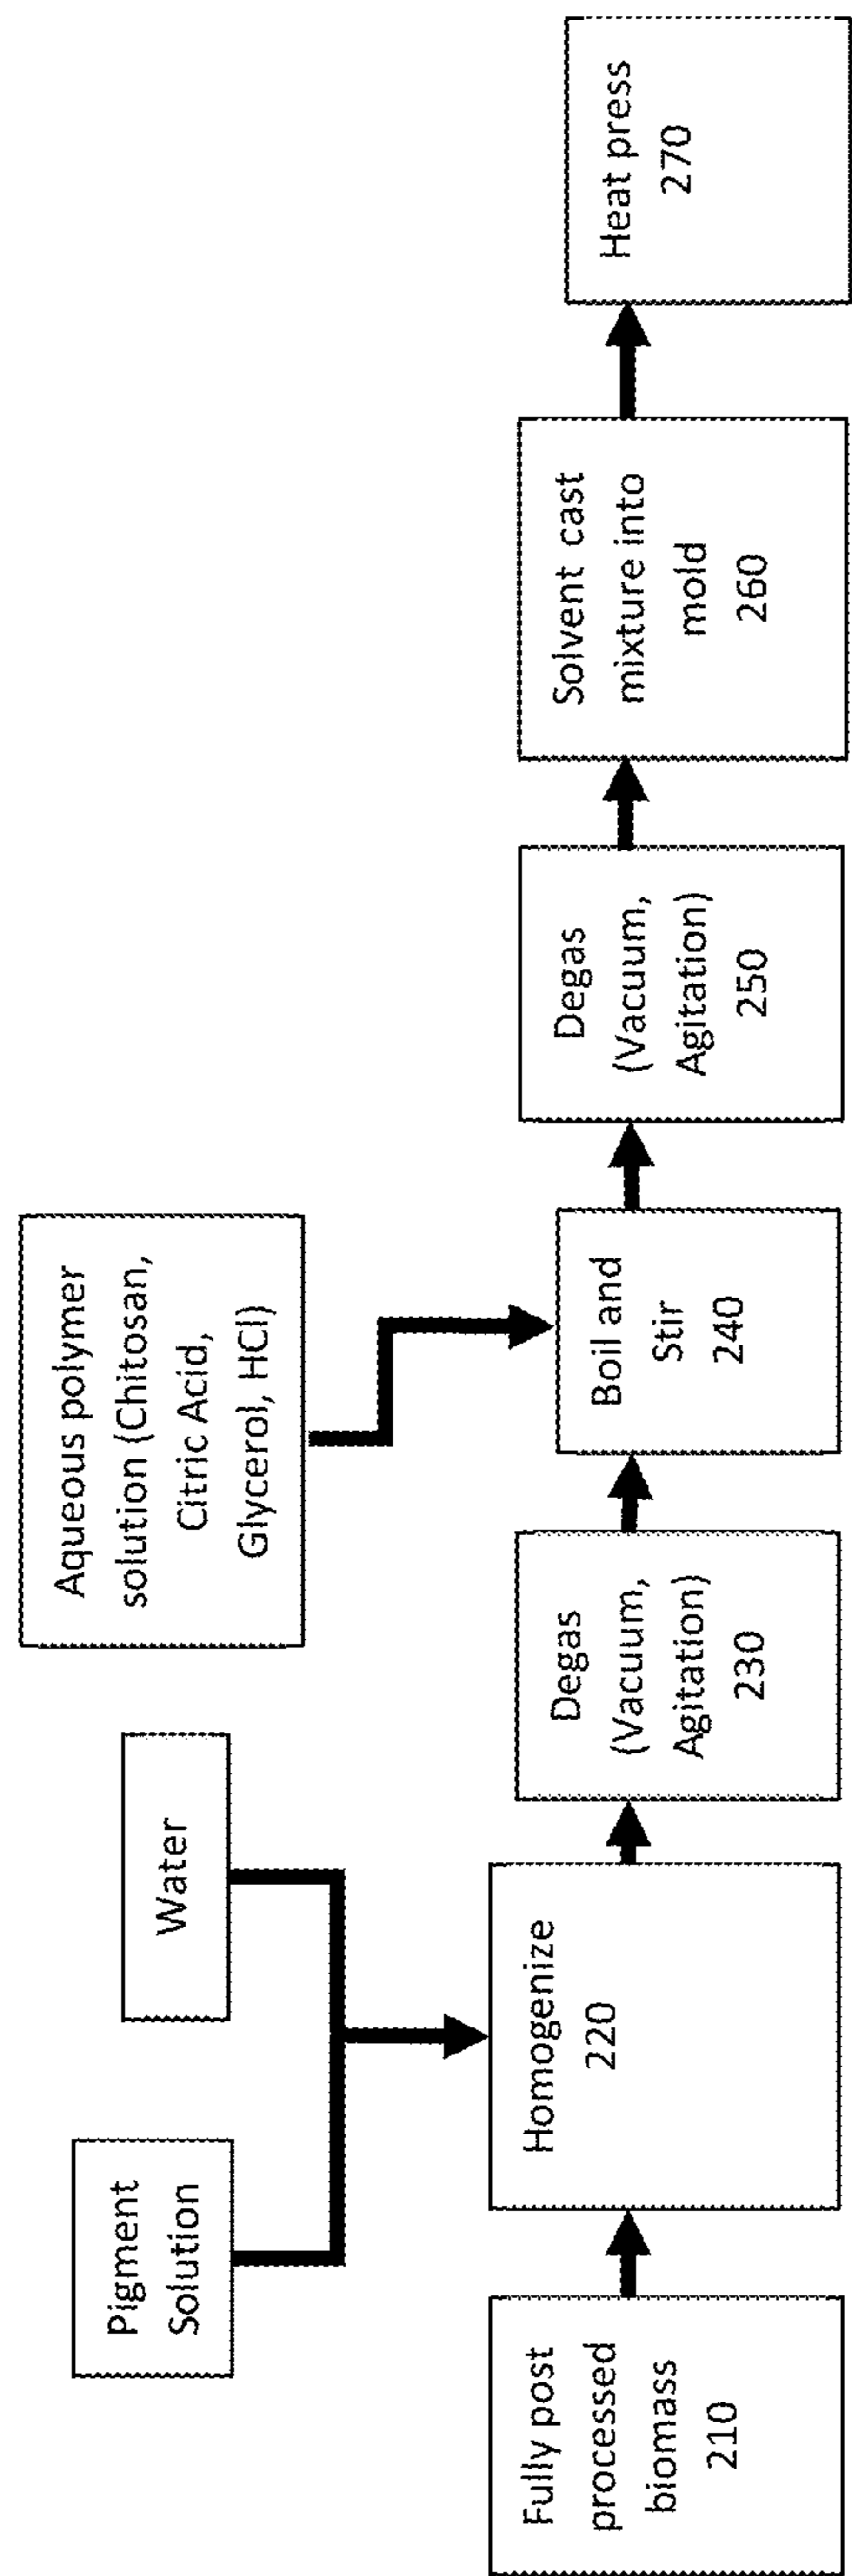 Pigment
Solution
Water
Aqueous polymer
solution (Chitosan,
Citric Acid,
Glycerol, HCl)
Fully post
processed
biomass
210
Homogenize
220
Degas
(Vacuum,
Agitation)
230
Boil and
Stir
240
Degas
(Vacuum,
Agitation)
250
Solvent cast
mixture into
mold
260
Heat press
270